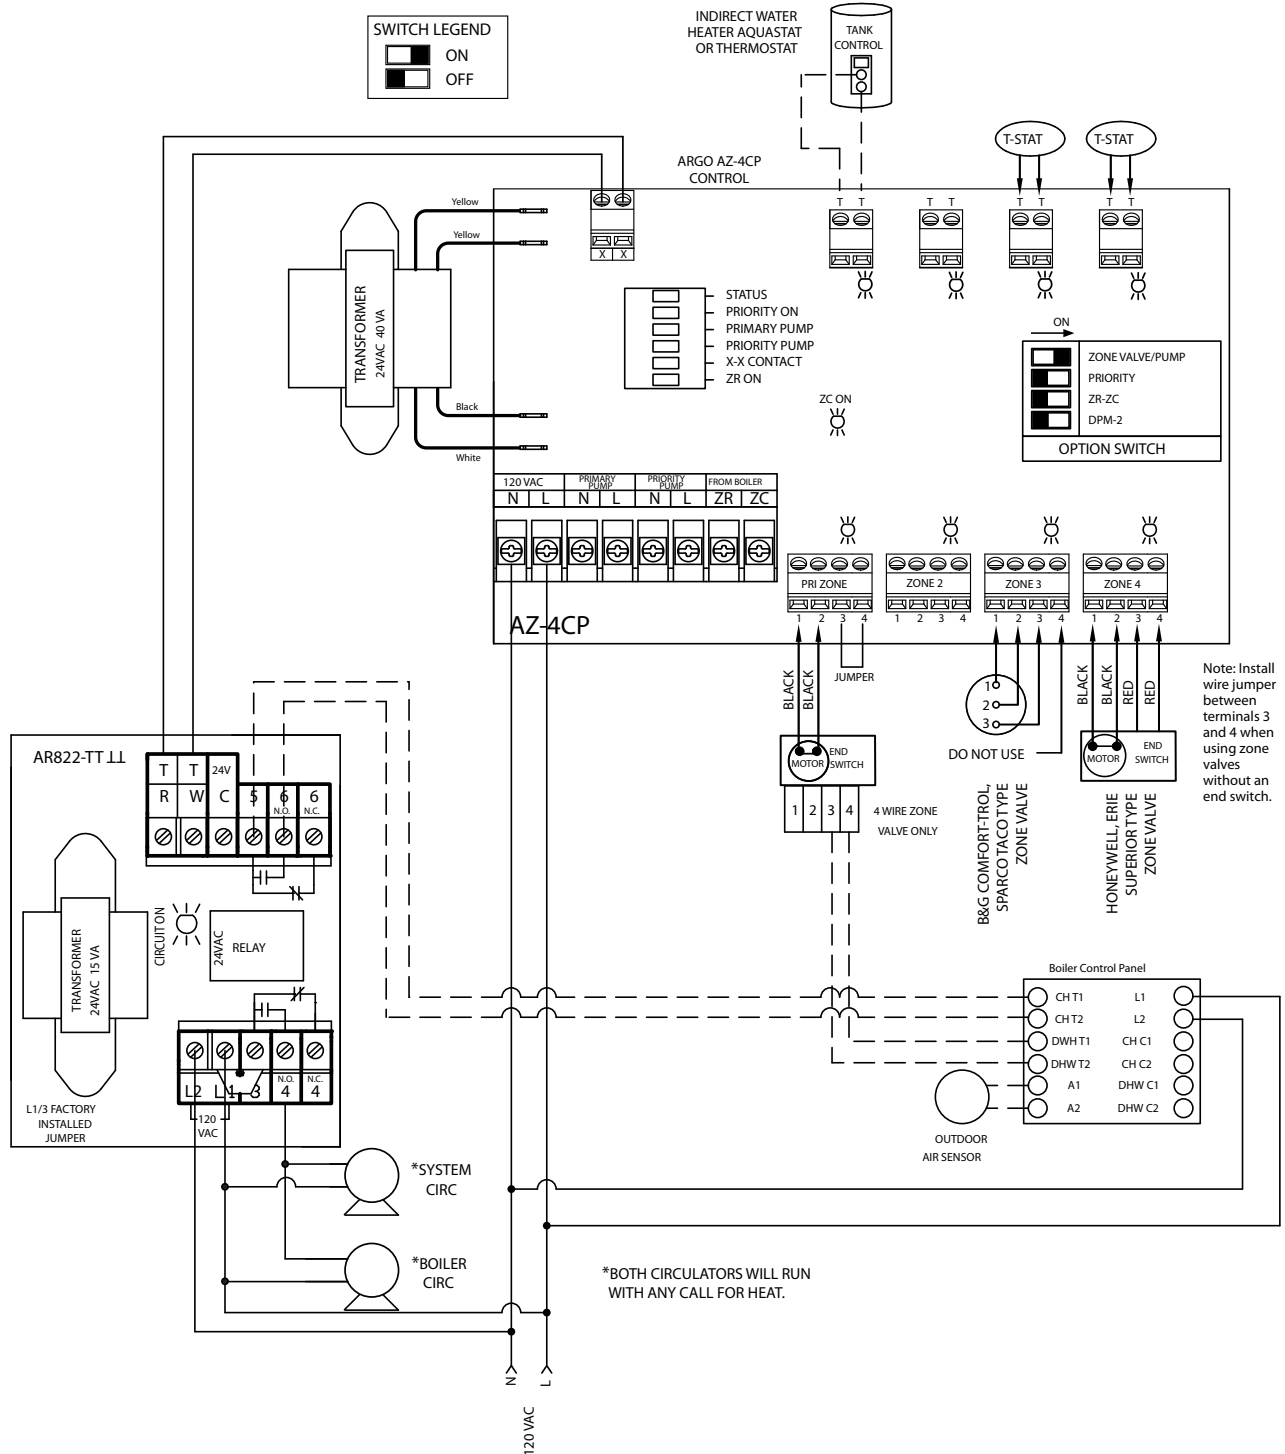 SWITCH LEGEND
ON
OFF
INDIRECT WATER
HEATER AQUASTAT
OR THERMOSTAT
TANK
CONTROL
T-STAT
T-STAT
ARGO AZ-4CP
CONTROL
T T
T T
T T
T T
Yellow
Yellow
X X
TRANSFORMER
24VAC 40 VA
Black
White
STATUS
PRIORITY ON
PRIMARY PUMP
PRIORITY PUMP
X-X CONTACT
ZR ON
ZC ON
ON
ZONE VALVE/PUMP
PRIORITY
ZR-ZC
DPM-2
OPTION SWITCH
120 VAC
PRIMARY
PUMP
PRIORITY
PUMP
FROM BOILER
N L N L N L ZR ZC
AZ-4CP
PRI ZONE
ZONE 2
ZONE 3
ZONE 4
1 2 3 4
1 2 3 4
1 2 3 4
1 2 3 4
BLACK
BLACK
JUMPER
1
2
3
DO NOT USE
BLACK
BLACK
RED
RED
MOTOR
END
SWITCH
1 2 3 4
4 WIRE ZONE
VALVE ONLY
B&G COMFORT-TROL,
SPARCO TACO TYPE
ZONE VALVE
MOTOR
END
SWITCH
HONEYWELL, ERIE
SUPERIOR TYPE
ZONE VALVE
Note: Install
wire jumper
between
terminals 3
and 4 when
using zone
valves
without an
end switch.
AR822-TT
T T 24V
R W C 5 6 6
N.O. N.C.
TRANSFORMER
24VAC 15 VA
CIRCUIT ON
24VAC
RELAY
N.O. N.C.
L2 L1 3 4 4
120
VAC
L1/3 FACTORY
INSTALLED
JUMPER
*SYSTEM
CIRC
*BOILER
CIRC
Boiler Control Panel
CH T1 L1
CH T2 L2
DWH T1 CH C1
DHW T2 CH C2
A1 DHW C1
A2 DHW C2
OUTDOOR
AIR SENSOR
*BOTH CIRCULATORS WILL RUN
WITH ANY CALL FOR HEAT.
N
L
120 VAC